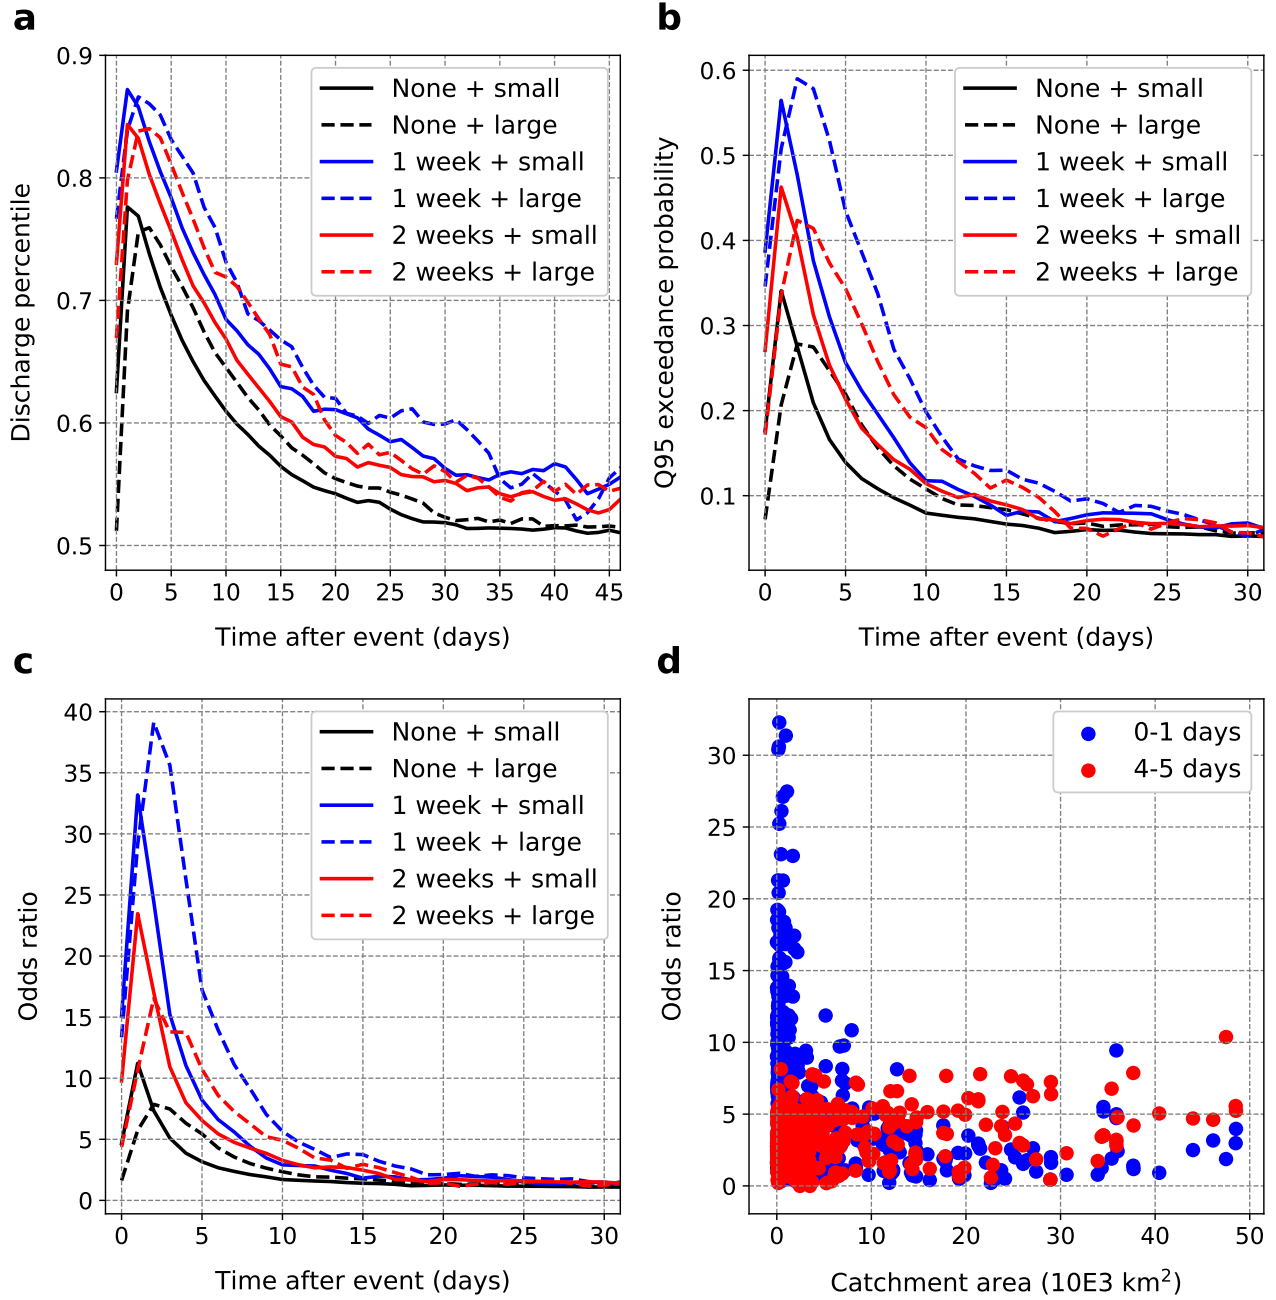 a
0.9
0.8
0.7
0.6
0.5
Discharge percentile
None + small
None + large
1 week + small
1 week + large
2 weeks + small
2 weeks + large
0 5 10 15 20 25 30 35 40 45
Time after event (days)
b
0.6
0.5
0.4
0.3
0.2
0.1
Q95 exceedance probability
None + small
None + large
1 week + small
1 week + large
2 weeks + small
2 weeks + large
0 5 10 15 20 25 30
Time after event (days)
c
40
35
30
25
20
15
10
5
0
Odds ratio
None + small
None + large
1 week + small
1 week + large
2 weeks + small
2 weeks + large
0 5 10 15 20 25 30
Time after event (days)
d
30
25
20
15
10
5
0
Odds ratio
0-1 days
4-5 days
0 10 20 30 40 50
Catchment area (10E3 km²)